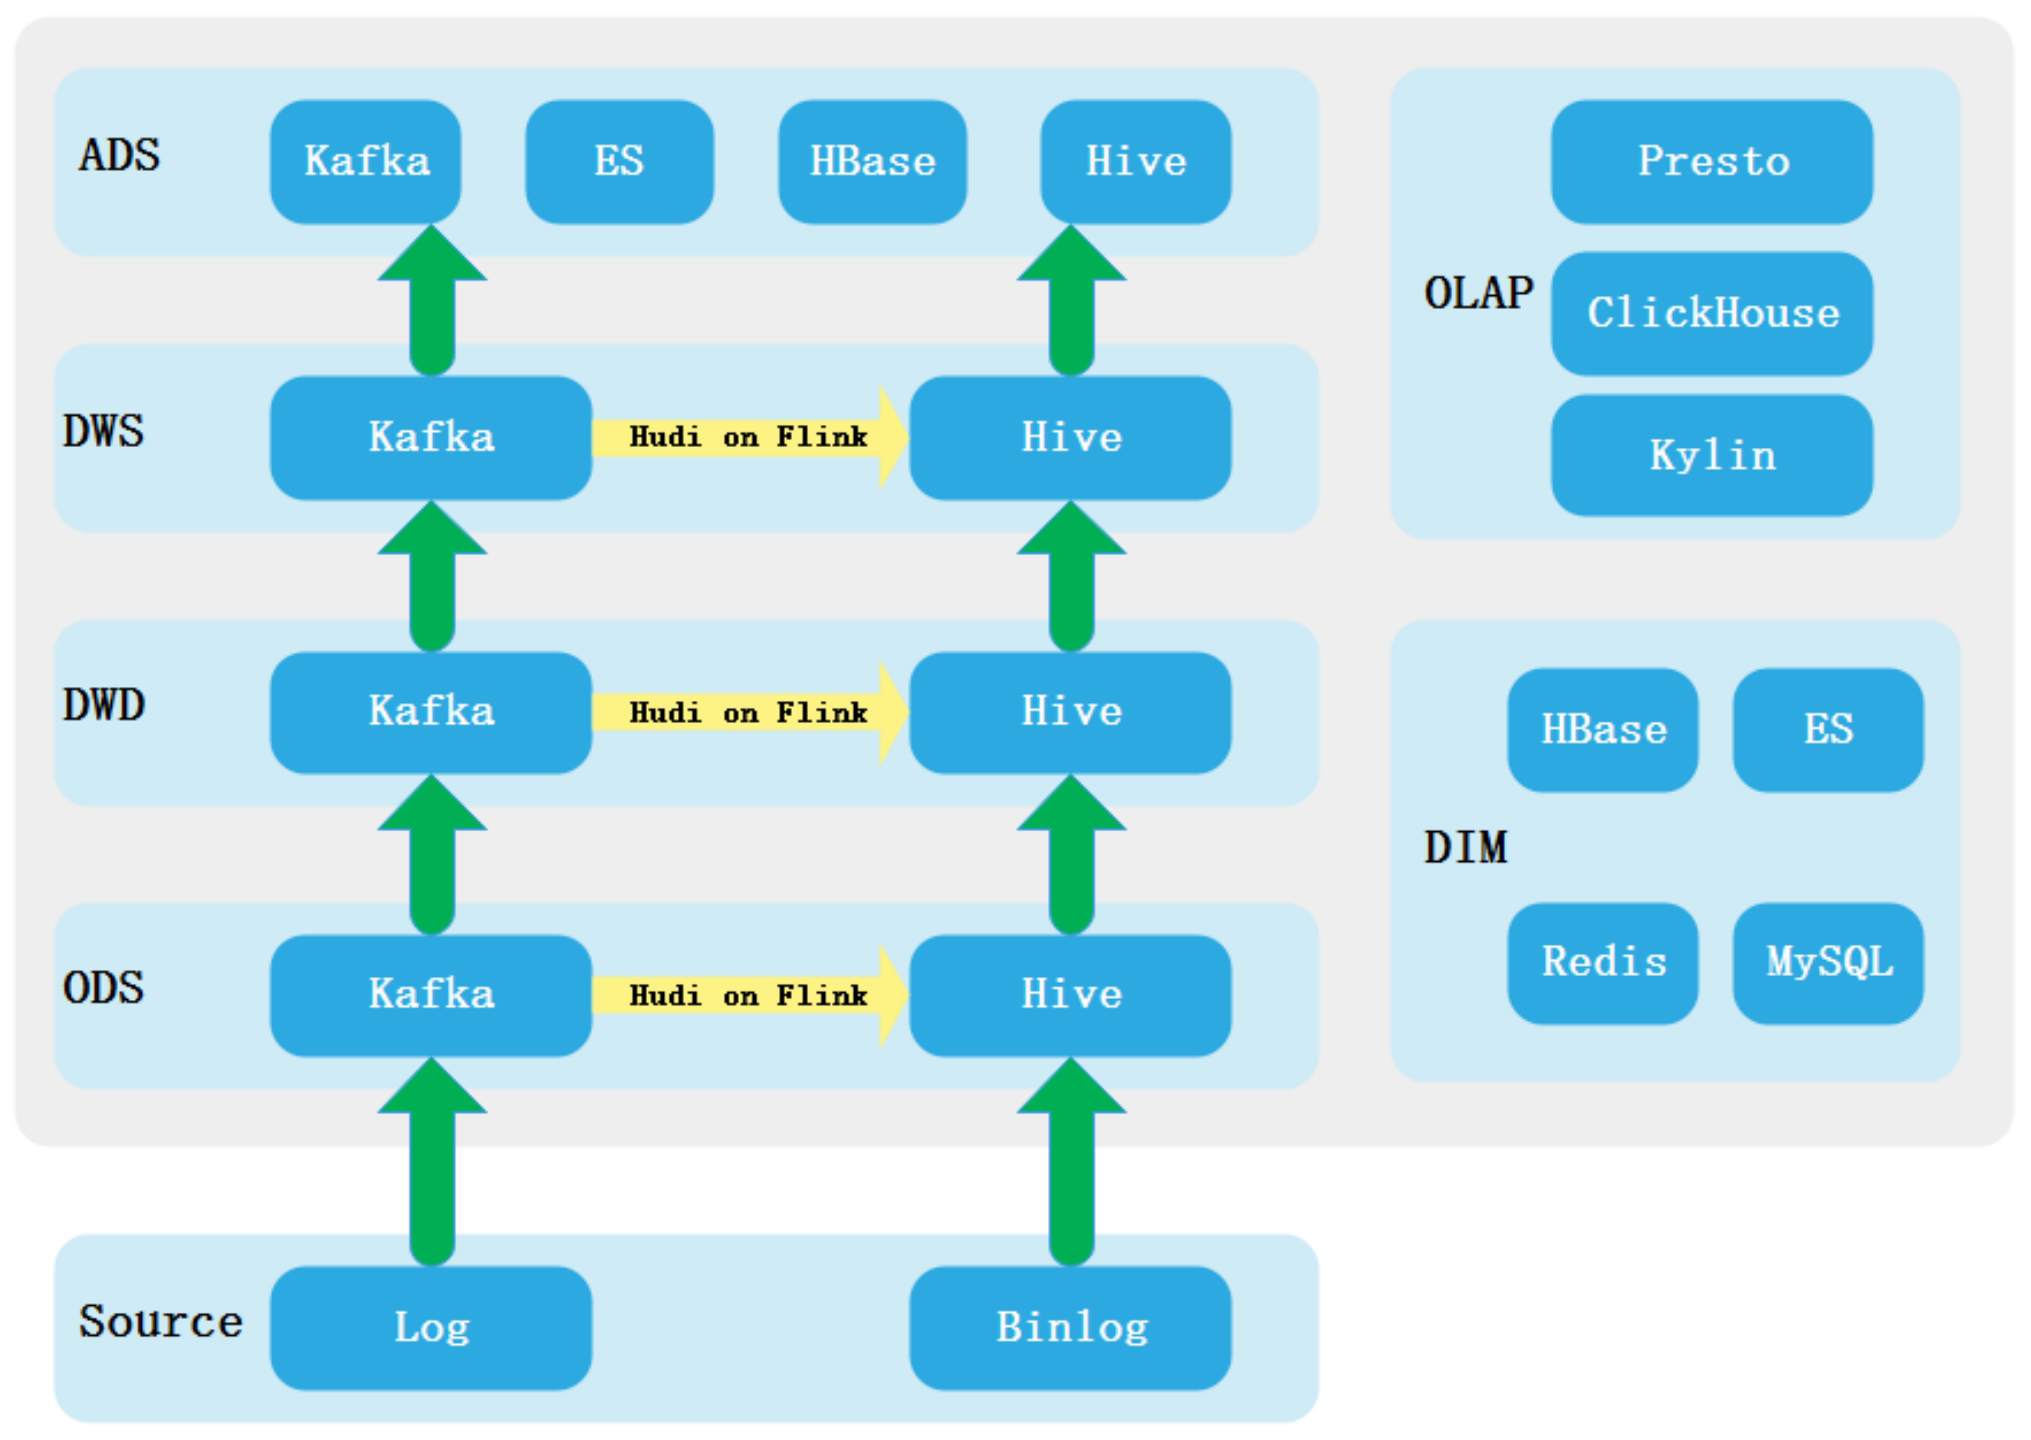 ADS
Kafka
ES
HBase
Hive
DWS
Kafka
Hudi on Flink
Hive
DWD
Kafka
Hudi on Flink
Hive
ODS
Kafka
Hudi on Flink
Hive
Source
Log
Binlog
OLAP
Presto
ClickHouse
Kylin
DIM
HBase
ES
Redis
MySQL